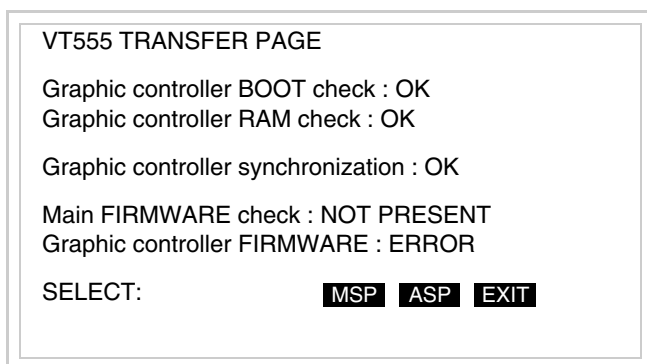 VT555 TRANSFER PAGE
Graphic controller BOOT check : OK
Graphic controller RAM check : OK
Graphic controller synchronization : OK
Main FIRMWARE check : NOT PRESENT
Graphic controller FIRMWARE : ERROR
SELECT: MSP ASP EXIT